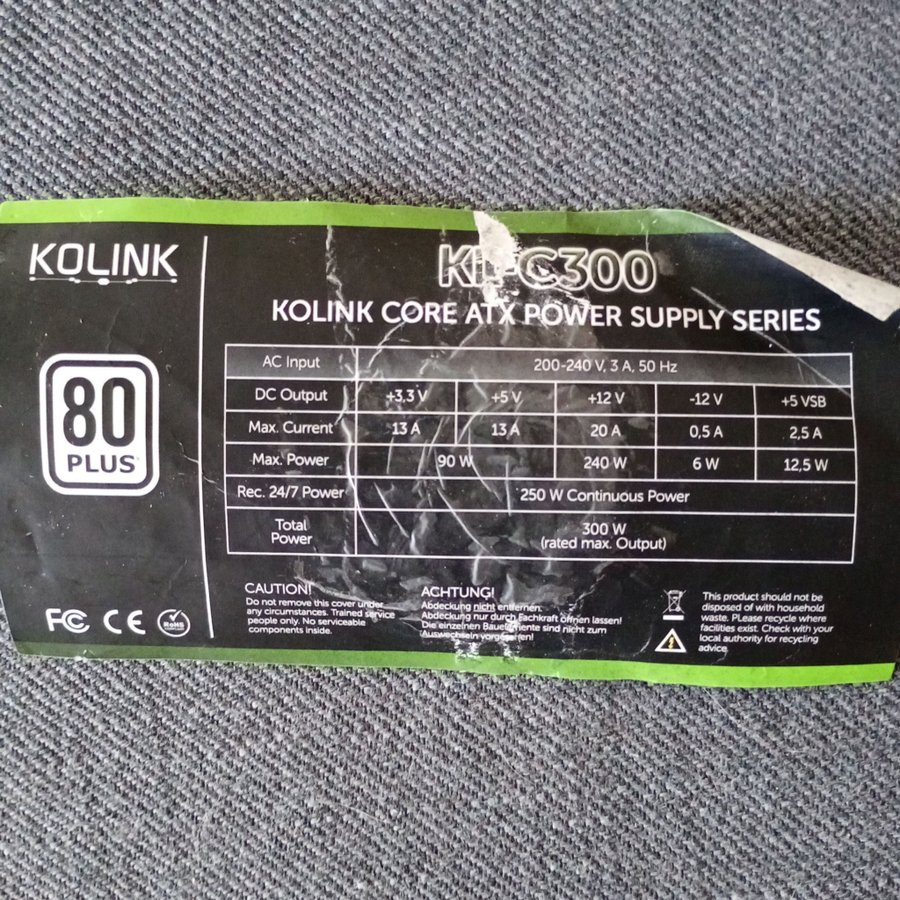 KOLINK
80
PLUS
FC CE RoHS
KL-C300
KOLINK CORE ATX POWER SUPPLY SERIES
AC Input 200-240 V, 3 A, 50 Hz
DC Output +3,3 V +5 V +12 V -12 V +5 VSB
Max. Current 13 A 13 A 20 A 0,5 A 2,5 A
Max. Power 90 W 240 W 6 W 12,5 W
Rec. 24/7 Power 250 W Continuous Power
Total
Power
300 W
(rated max. Output)
CAUTION!
Do not remove this cover under
any circumstances. Trained service
people only. No serviceable
components inside.
ACHTUNG!
Abdeckung nicht entfernen.
Abdeckung nur durch Fachkraft öffnen lassen!
Die einzelnen Bauelemente sind nicht zum
Auswechseln vorgesehen!
This product should not be
disposed of with household
waste. PLease recycle where
facilities exist. Check with your
local authority for recycling
advice.